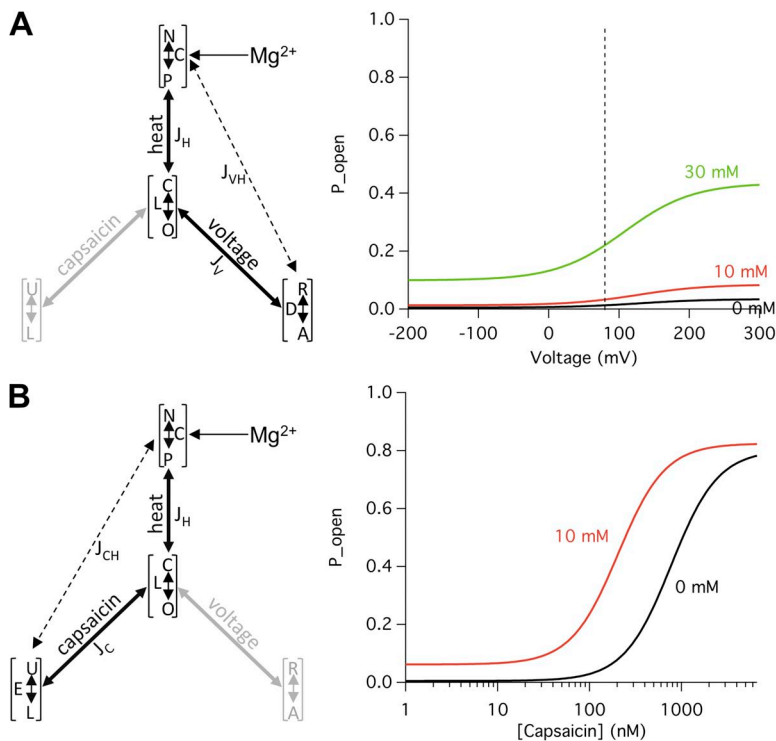 A
N
C
P
Mg2+
heat
JH
JVH
C
L
O
capsaicin
voltage
JV
U
L
R
D
A
P_open
1.0
0.8
0.6
0.4
0.2
0.0
30 mM
10 mM
0 mM
-200
-100
0
100
200
300
Voltage (mV)
B
N
C
P
Mg2+
heat
JH
JCH
C
L
O
capsaicin
JC
voltage
U
E
L
R
A
P_open
1.0
0.8
0.6
0.4
0.2
0.0
10 mM
0 mM
1
10
100
1000
[Capsaicin] (nM)